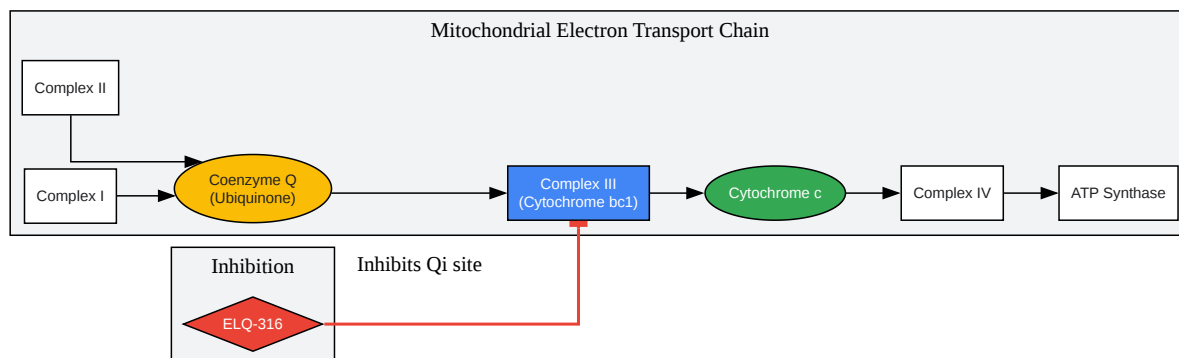 Mitochondrial Electron Transport Chain
Complex II
Complex I
Coenzyme Q
(Ubiquinone)
Complex III
(Cytochrome bc1)
Cytochrome c
Complex IV
ATP Synthase
Inhibition
Inhibits Qi site
ELQ-316